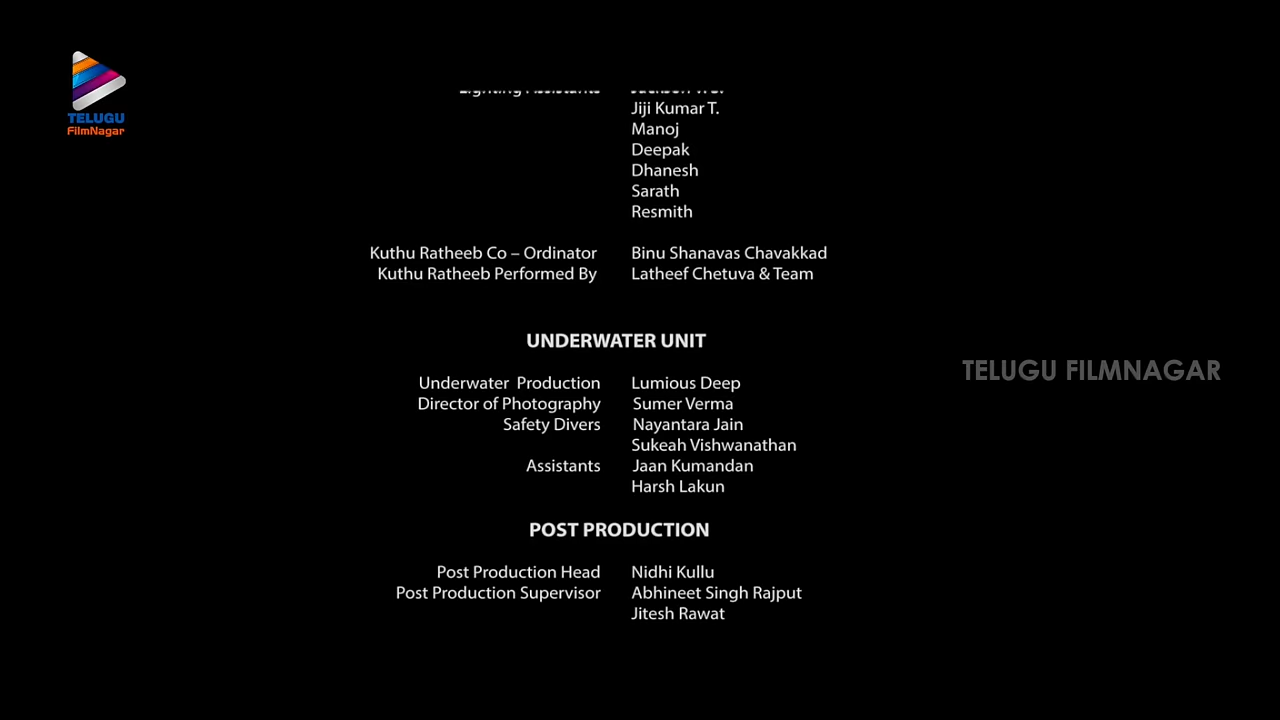 TELUGU
FilmNagar
Lighting Assistants
Jiji Kumar T.
Manoj
Deepak
Dhanesh
Sarath
Resmith
Kuthu Ratheeb Co – Ordinator Binu Shanavas Chavakkad
Kuthu Ratheeb Performed By Latheef Chetuva & Team
UNDERWATER UNIT
Underwater Production Lumious Deep
TELUGU FILMNAGAR
Director of Photography Sumer Verma
Safety Divers Nayantara Jain
Sukeah Vishwanathan
Assistants Jaan Kumandan
Harsh Lakun
POST PRODUCTION
Post Production Head Nidhi Kullu
Post Production Supervisor Abhineet Singh Rajput
Jitesh Rawat